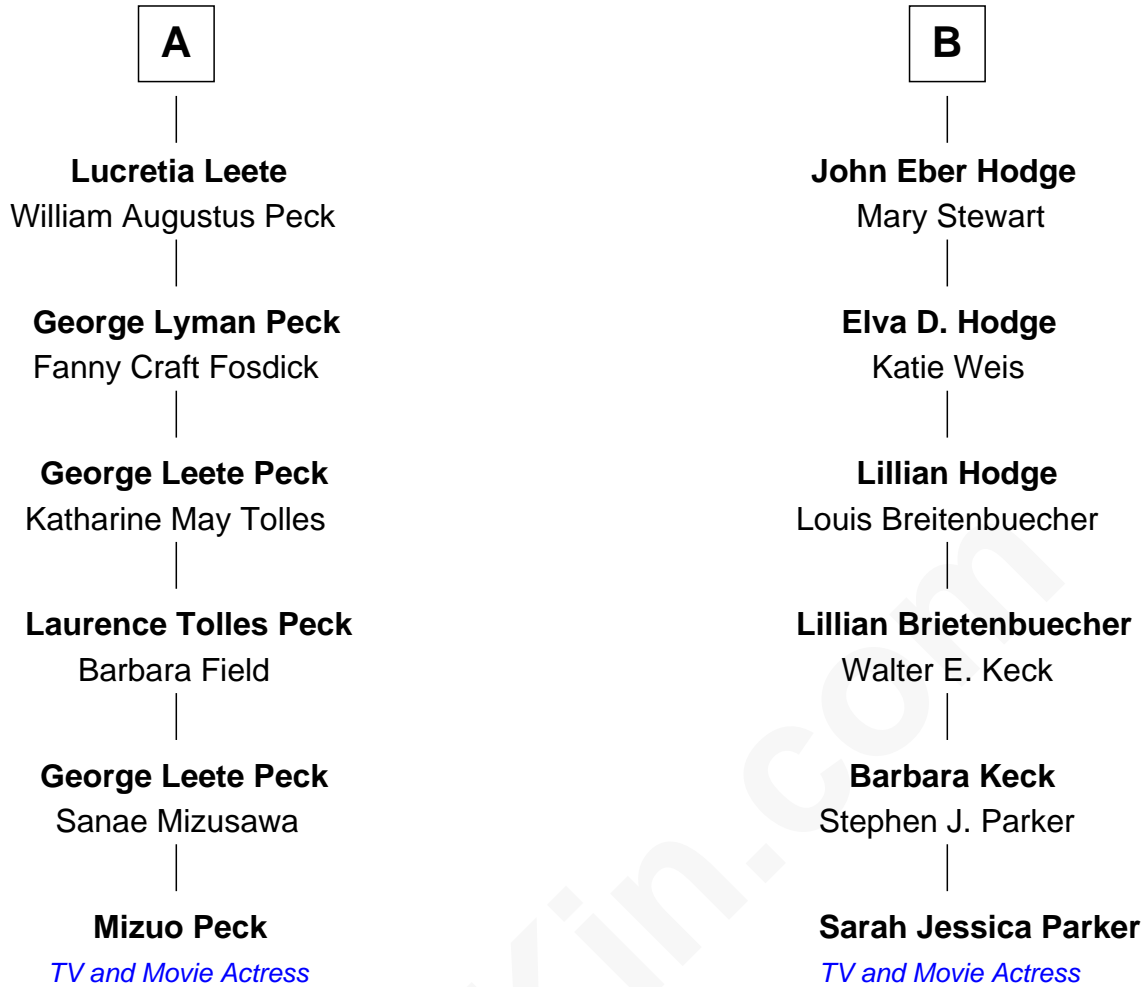 A
Lucretia Leete
William Augustus Peck
George Lyman Peck
Fanny Craft Fosdick
George Leete Peck
Katharine May Tolles
Laurence Tolles Peck
Barbara Field
George Leete Peck
Sanae Mizusawa
Mizuo Peck
TV and Movie Actress
B
John Eber Hodge
Mary Stewart
Elva D. Hodge
Katie Weis
Lillian Hodge
Louis Breitenbuecher
Lillian Brietenbuecher
Walter E. Keck
Barbara Keck
Stephen J. Parker
Sarah Jessica Parker
TV and Movie Actress